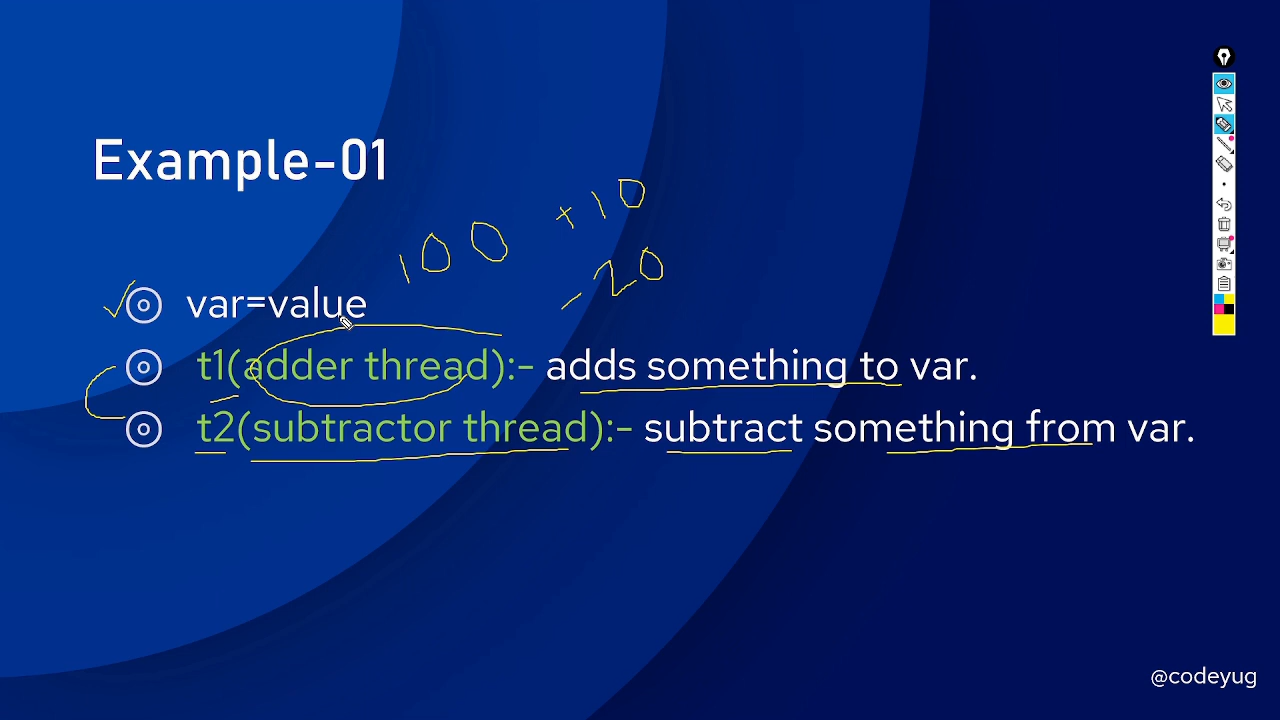 Example-01
+10
100
-20
var=value
t1(adder thread):- adds something to var.
t2(subtractor thread):- subtract something from var.
@codeyug